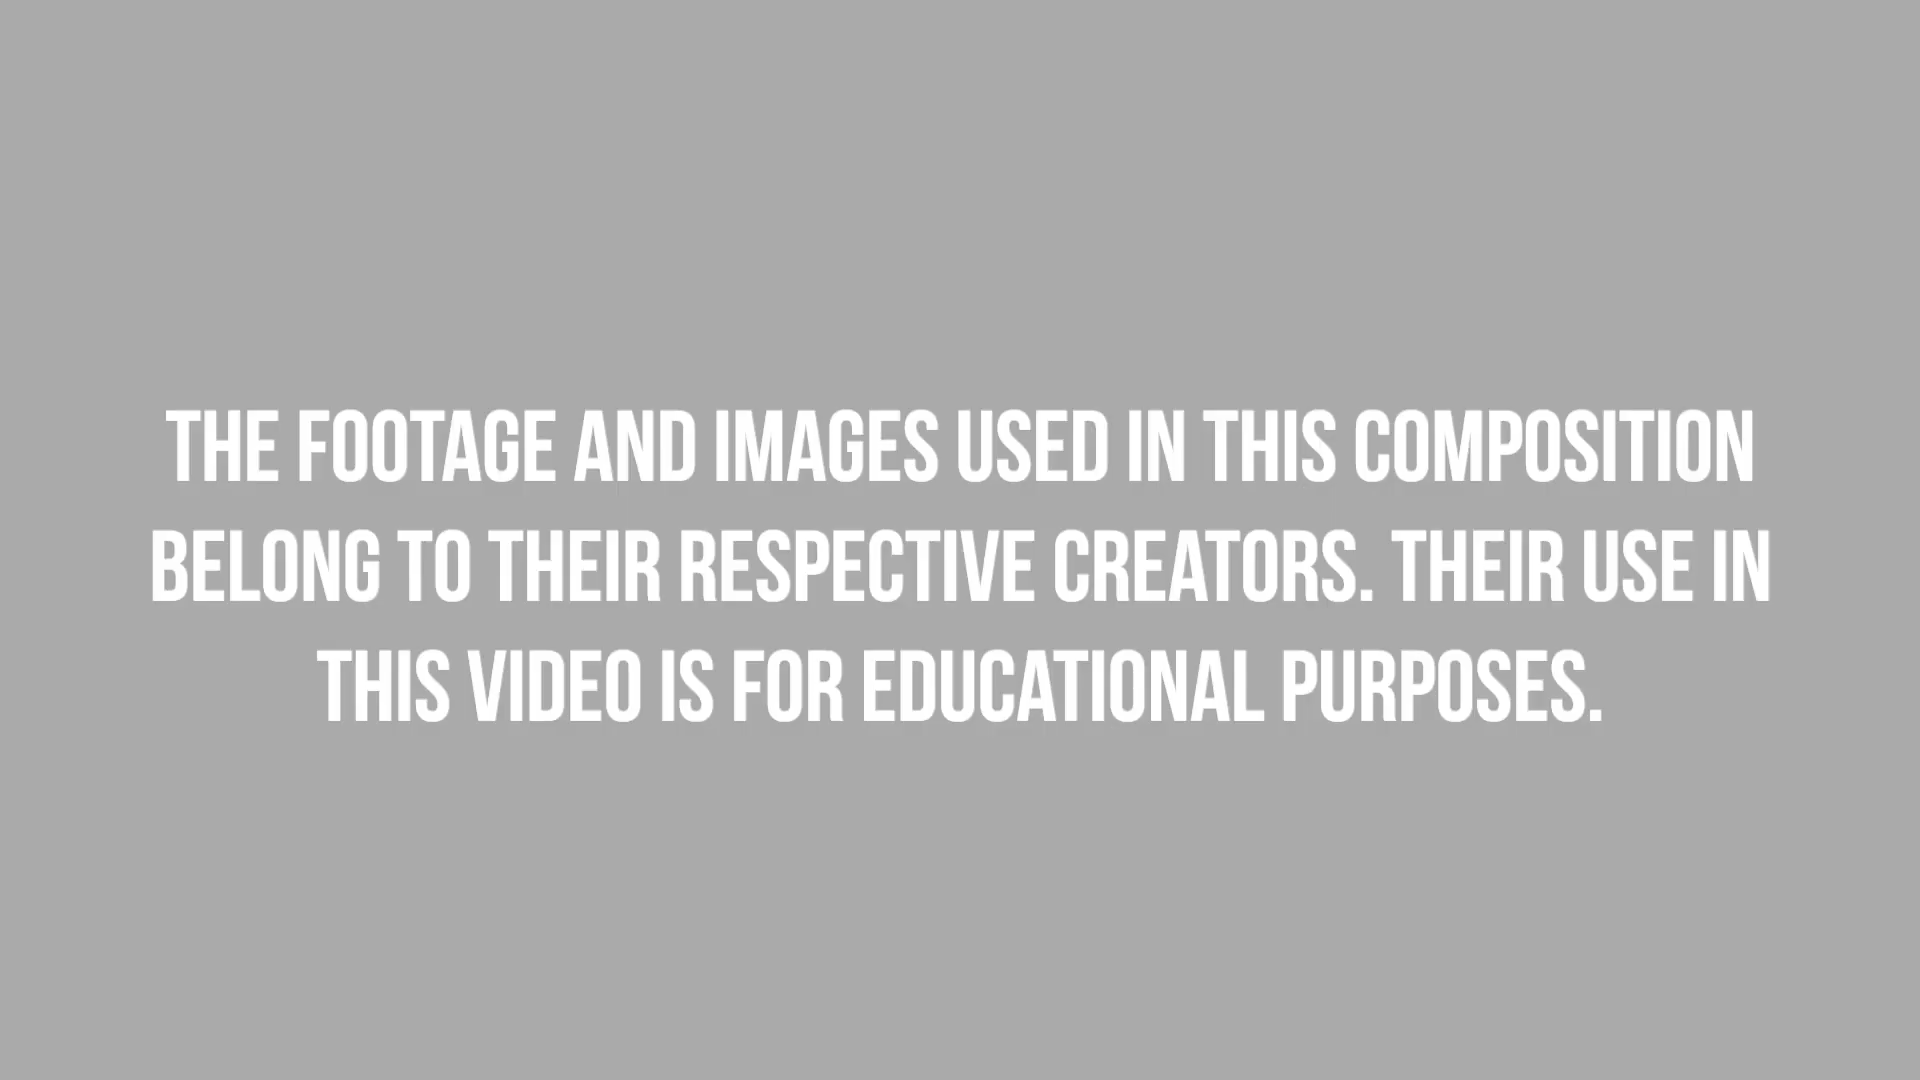 THE FOOTAGE AND IMAGES USED IN THIS COMPOSITION
BELONG TO THEIR RESPECTIVE CREATORS. THEIR USE IN
THIS VIDEO IS FOR EDUCATIONAL PURPOSES.